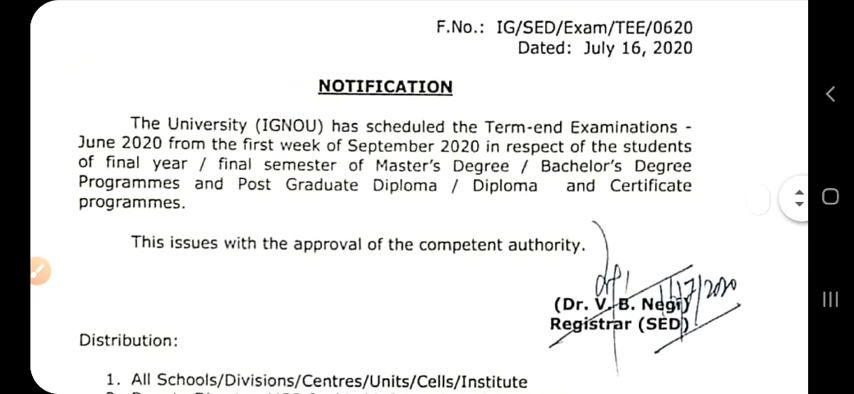 F.No.: IG/SED/Exam/TEE/0620
Dated: July 16, 2020
NOTIFICATION
The University (IGNOU) has scheduled the Term-end Examinations -
June 2020 from the first week of September 2020 in respect of the students
of final year / final semester of Master's Degree / Bachelor's Degree
Programmes and Post Graduate Diploma / Diploma and Certificate
programmes.
This issues with the approval of the competent authority.
(Dr. V. B. Negi)
Registrar (SED)
Distribution:
1. All Schools/Divisions/Centres/Units/Cells/Institute